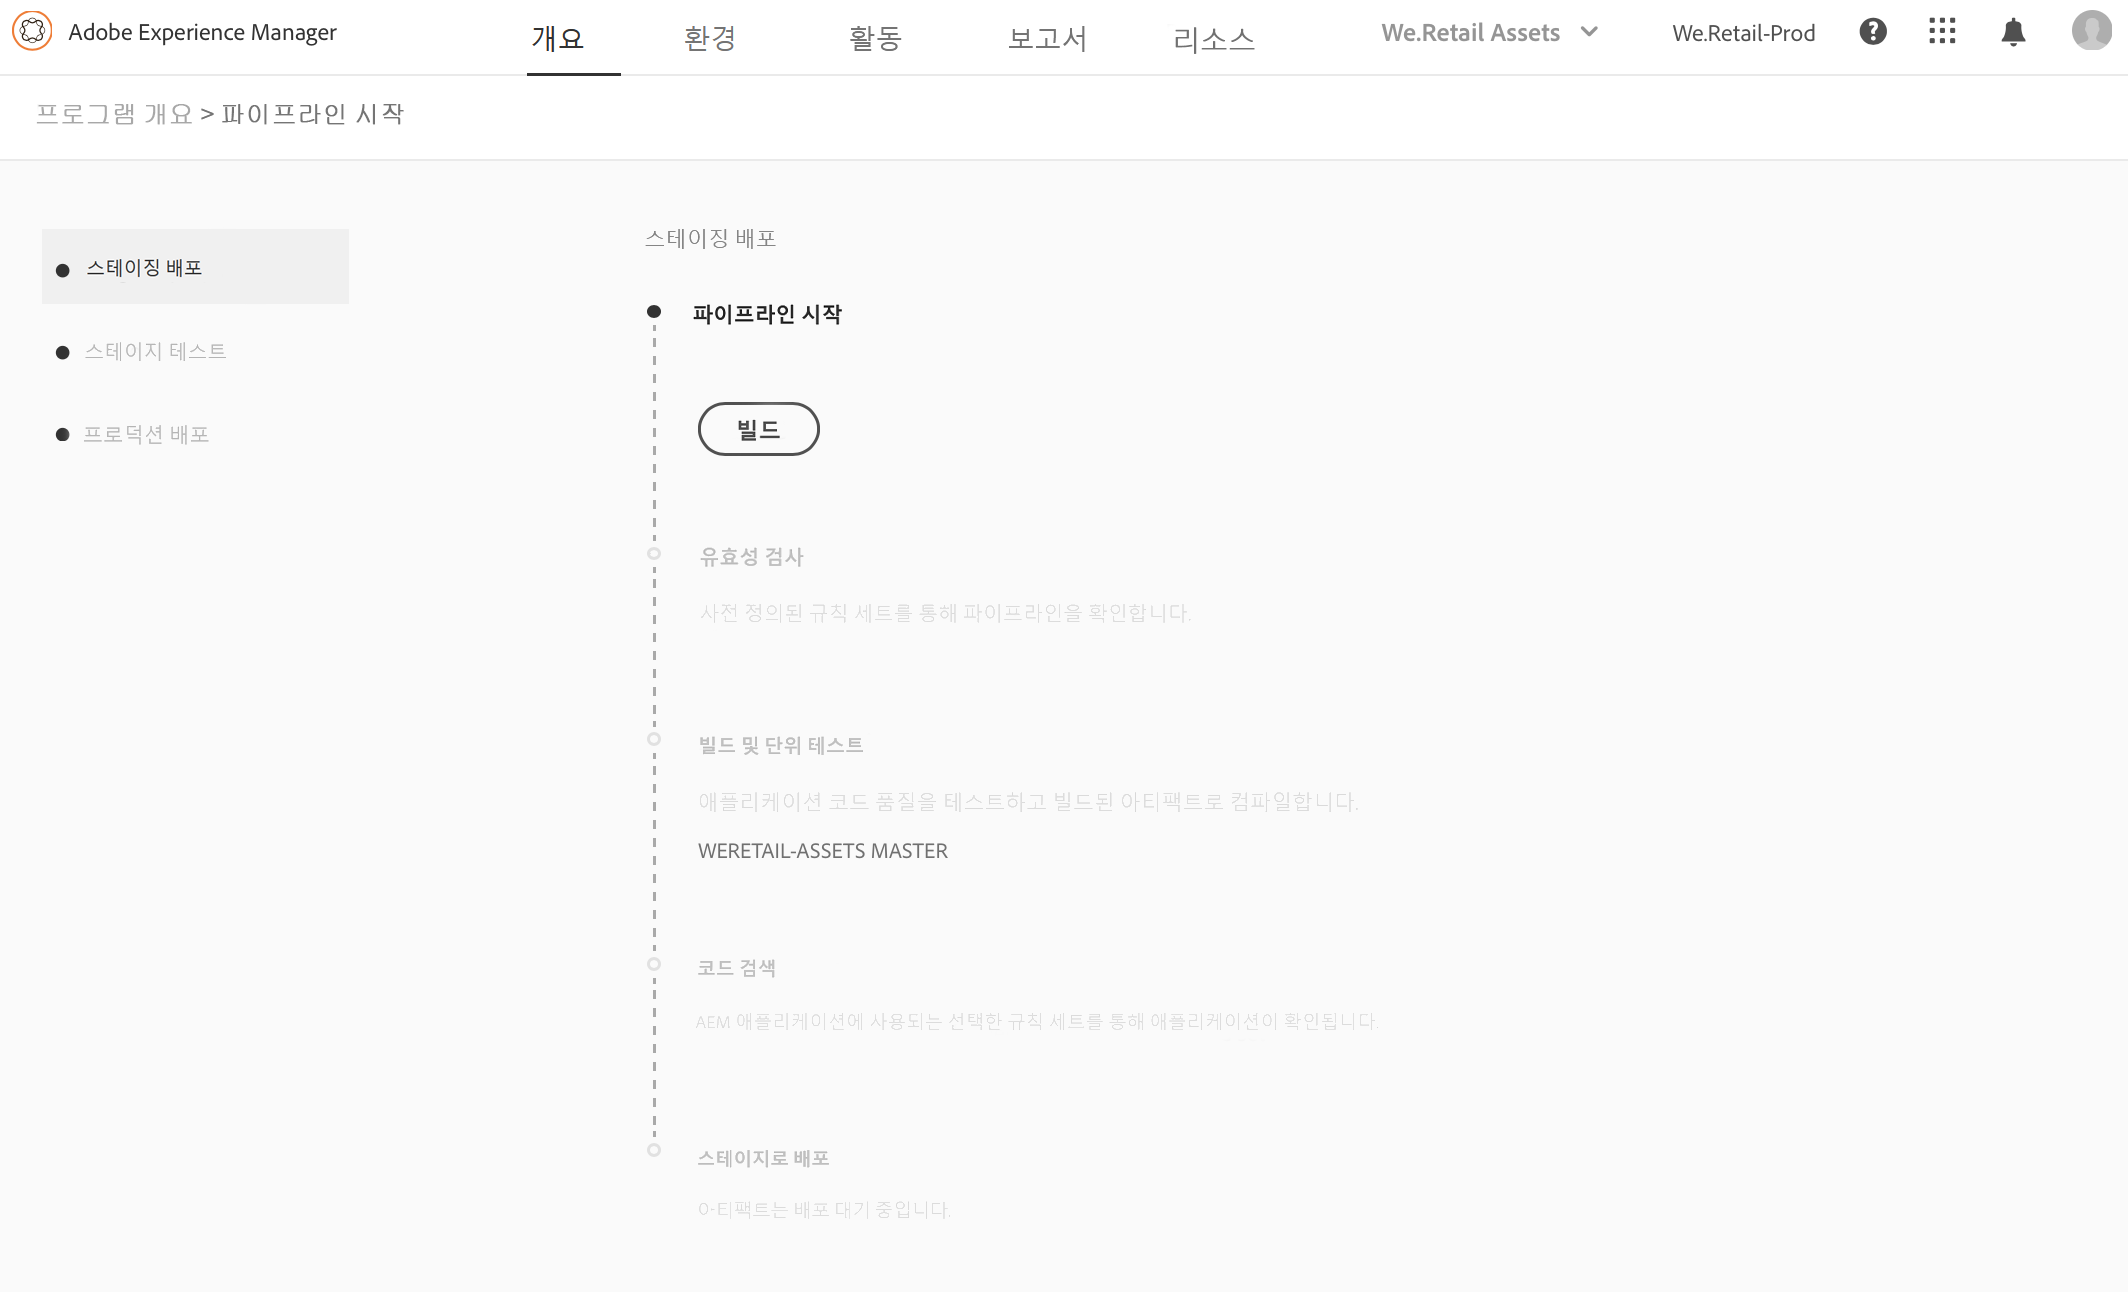 Adobe Experience Manager
개요 환경 활동 보고서 리소스
We.Retail Assets
We.Retail-Prod
프로그램 개요 > 파이프라인 시작
스테이징 배포
스테이지 테스트
프로덕션 배포
스테이징 배포
파이프라인 시작
빌드
유효성 검사
사전 정의된 규칙 세트를 통해 파이프라인을 확인합니다.
빌드 및 단위 테스트
애플리케이션 코드 품질을 테스트하고 빌드된 아티팩트로 컴파일합니다.
WERETAIL-ASSETS MASTER
코드 검색
AEM 애플리케이션에 사용되는 선택한 규칙 세트를 통해 애플리케이션이 확인됩니다.
스테이지로 배포
아티팩트는 배포 대기 중입니다.